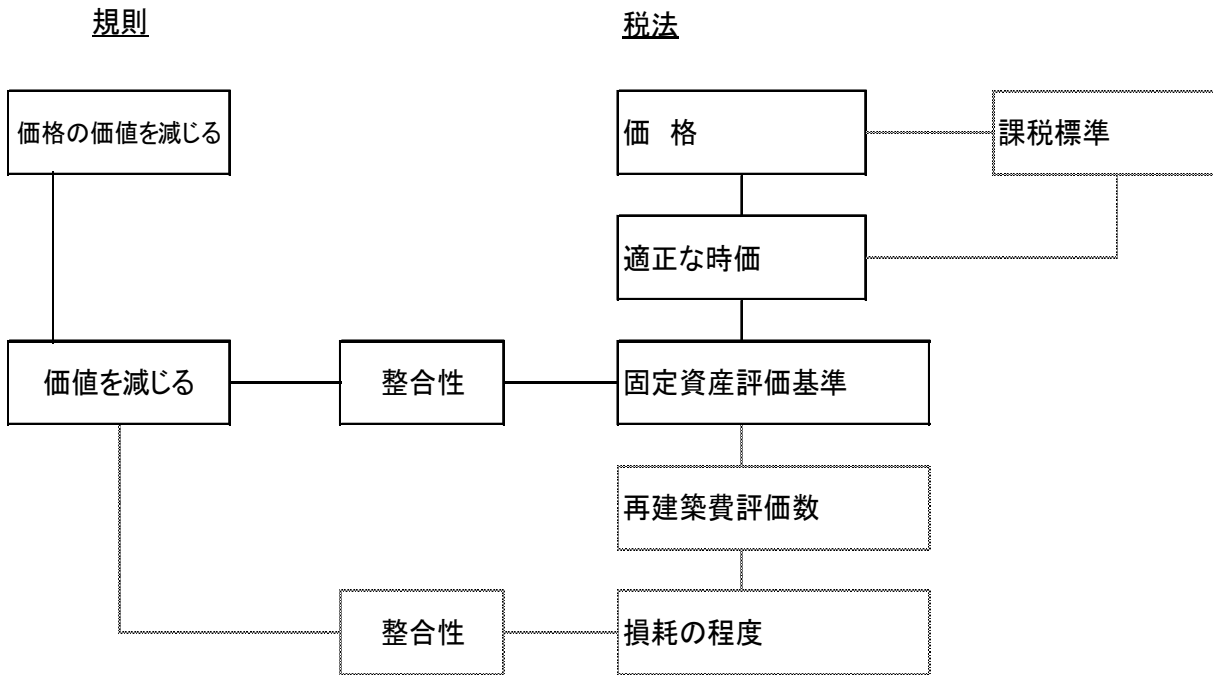 規則
税法
価格の価値を減じる
価 格
課税標準
適正な時価
価値を減じる
整合性
固定資産評価基準
再建築費評価数
整合性
損耗の程度